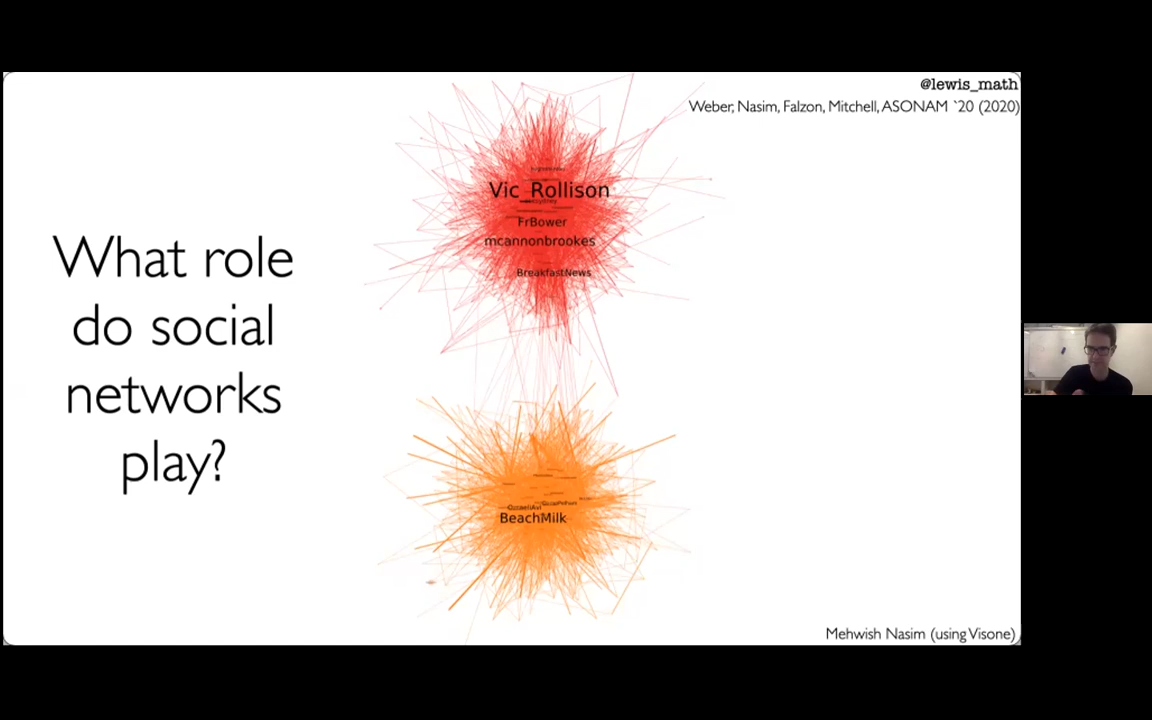 @lewis_math
Weber, Nasim, Falzon, Mitchell, ASONAM `20 (2020)
What role
do social
networks
play?
Vic_Rollison
FrBower
mcannonbrookes
BreakfastNews
BeachMilk
Mehwish Nasim (using Visone)